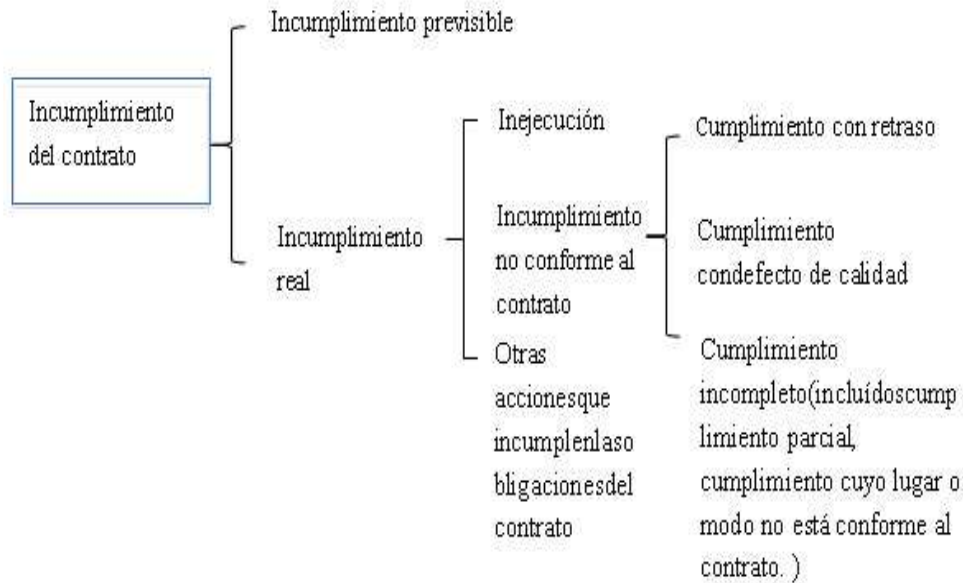 Incumplimiento previsible
Incumplimiento
del contrato
Incumplimiento
real
Inejecución
Incumplimiento
no conforme al
contrato
Otras
accionesque
incumplenlaso
bligacionesdel
contrato
Cumplimiento con retraso
Cumplimiento
condefecto de calidad
Cumplimiento
incompleto(incluídoscump
limiento parcial,
cumplimiento cuyo lugar o
modo no está conforme al
contrato. )